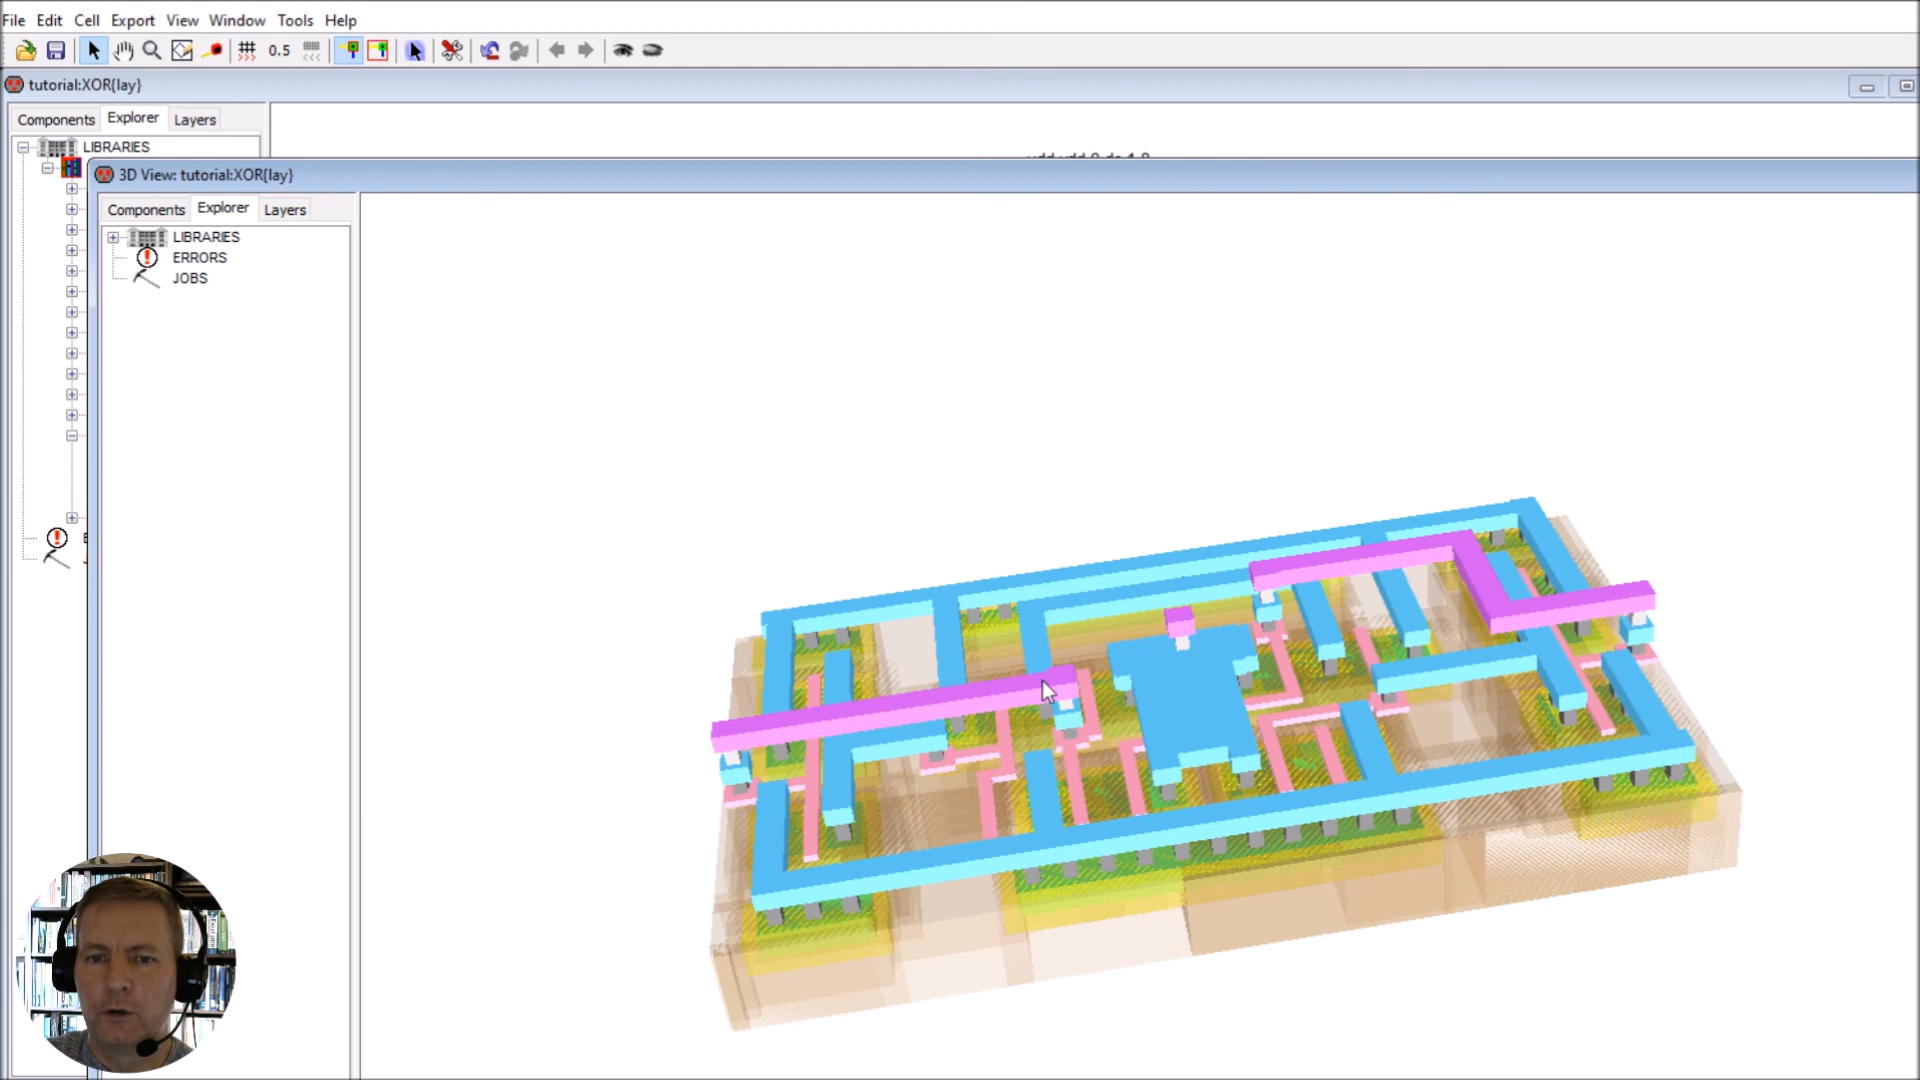 File Edit Cell Export View Window Tools Help
0.5
tutorial:XOR{lay}
Components Explorer Layers
LIBRARIES
3D View: tutorial:XOR{lay}
Components Explorer Layers
LIBRARIES
ERRORS
JOBS